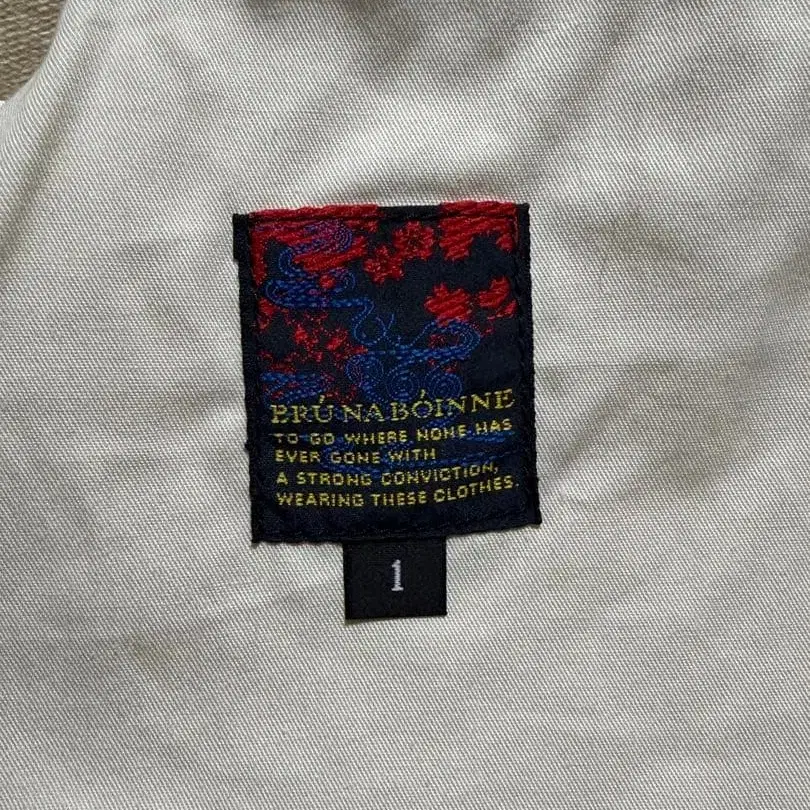 BRÚ NA BÓINNE
TO GO WHERE NONE HAS
EVER GONE WITH
A STRONG CONVICTION,
WEARING THESE CLOTHES.
1